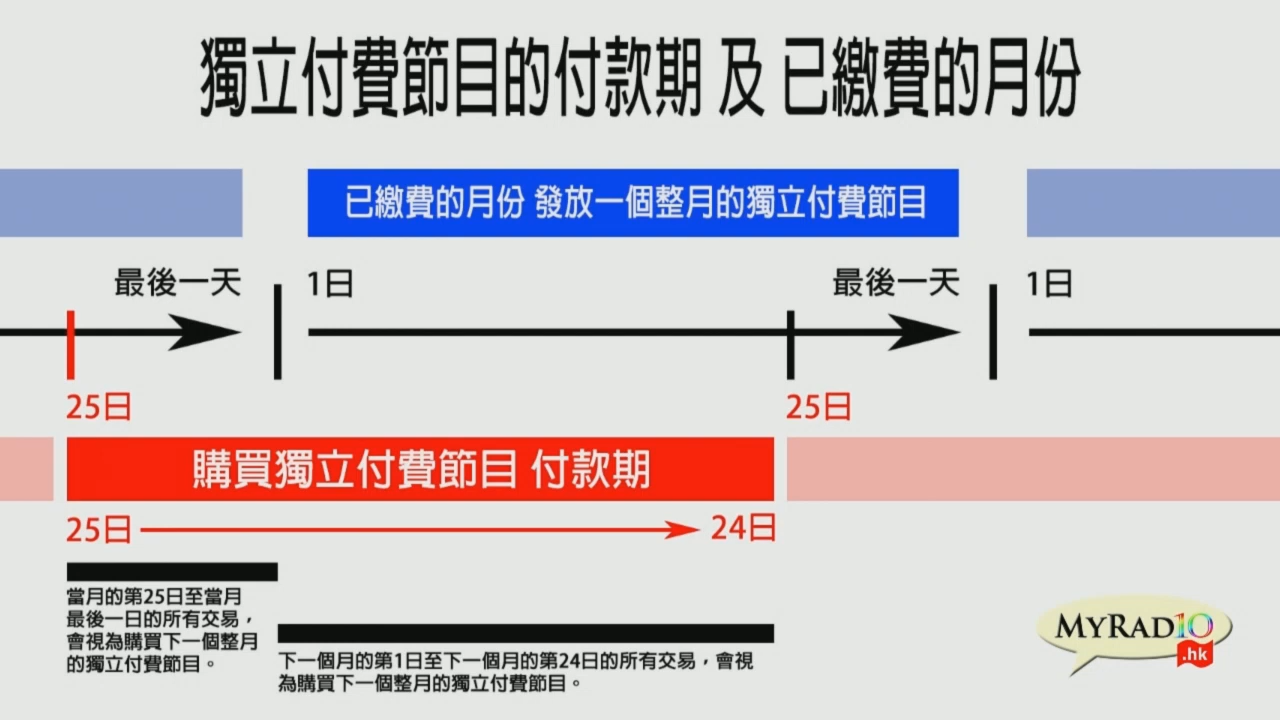 獨立付費節目的付款期 及 已繳費的月份
已繳費的月份 發放一個整月的獨立付費節目
最後一天
1日
最後一天
1日
25日
25日
購買獨立付費節目 付款期
25日
24日
當月的第25日至當月
最後一日的所有交易，
會視為購買下一個整月
的獨立付費節目。
下一個月的第1日至下一個月的第24日的所有交易，會視
為購買下一個整月的獨立付費節目。
MYRAD10
.hk